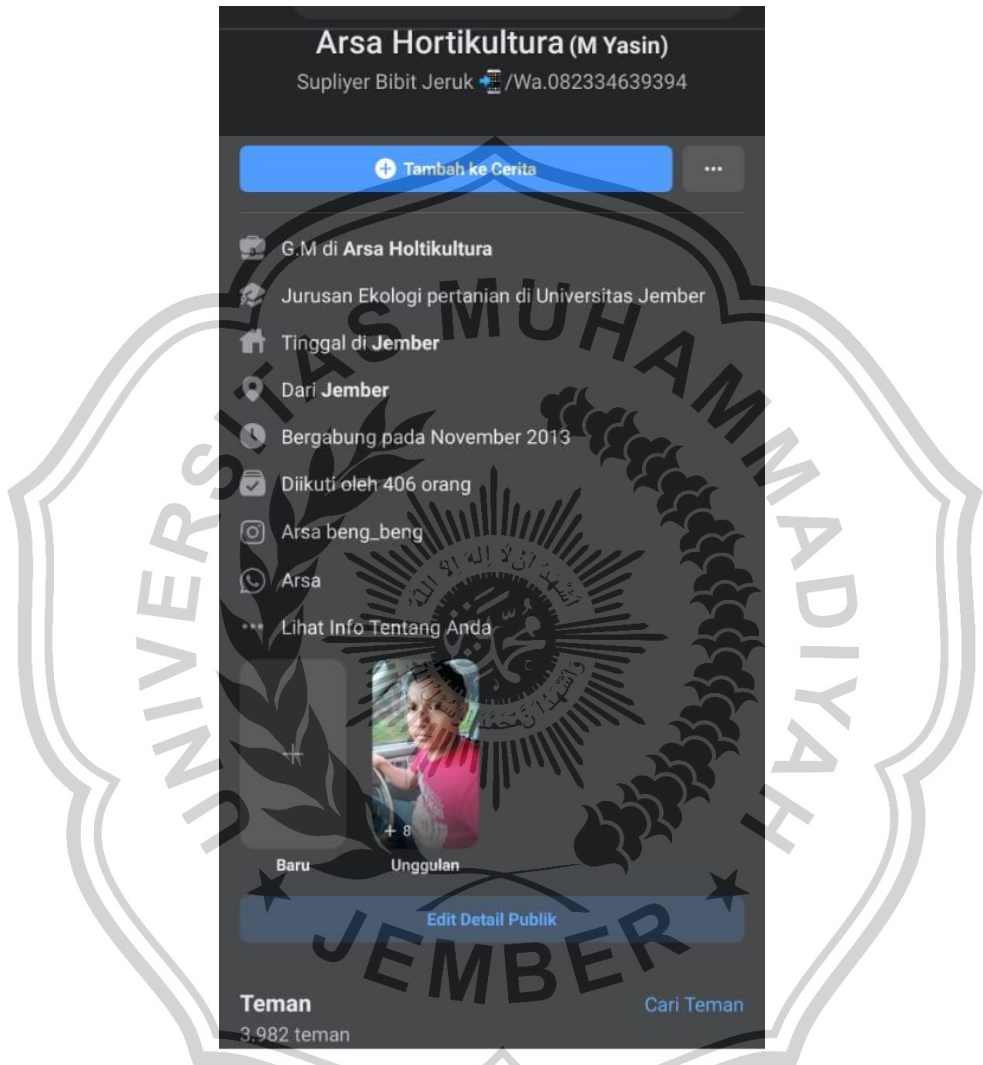 Arsa Hortikultura (M Yasin)
Supliyer Bibit Jeruk 📲/Wa.082334639394
Tambah ke Cerita
G.M di Arsa Holtikultura
Jurusan Ekologi pertanian di Universitas Jember
Tinggal di Jember
Dari Jember
Bergabung pada November 2013
Diikuti oleh 406 orang
Arsa beng_beng
Arsa
Lihat Info Tentang Anda
+ 8
Baru Unggulan
Edit Detail Publik
Teman Cari Teman
3.982 teman
UNIVERSITAS MUHAMMADIYAH
JEMBER